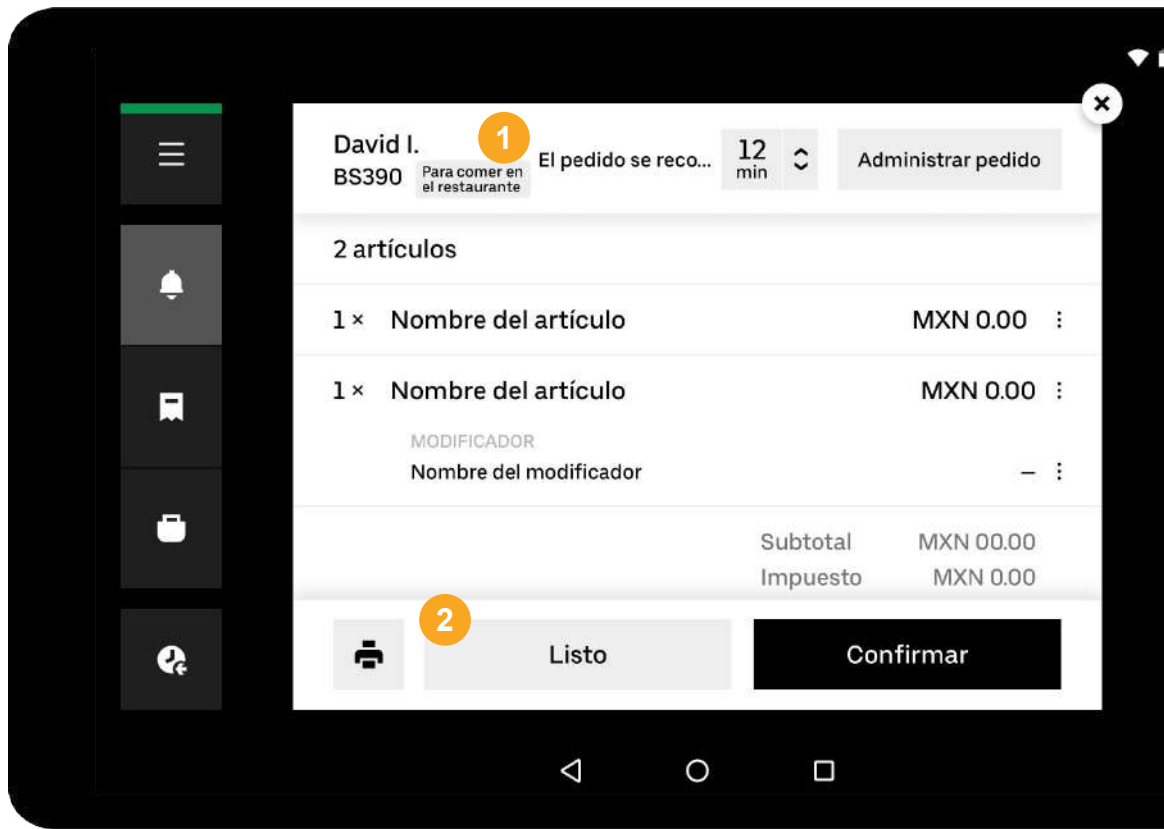 David I.
BS390
Para comer en
el restaurante
1
El pedido se reco...
12
min
Administrar pedido
2 artículos
1 × Nombre del artículo MXN 0.00
1 × Nombre del artículo MXN 0.00
MODIFICADOR
Nombre del modificador –
Subtotal MXN 00.00
Impuesto MXN 0.00
2
Listo
Confirmar